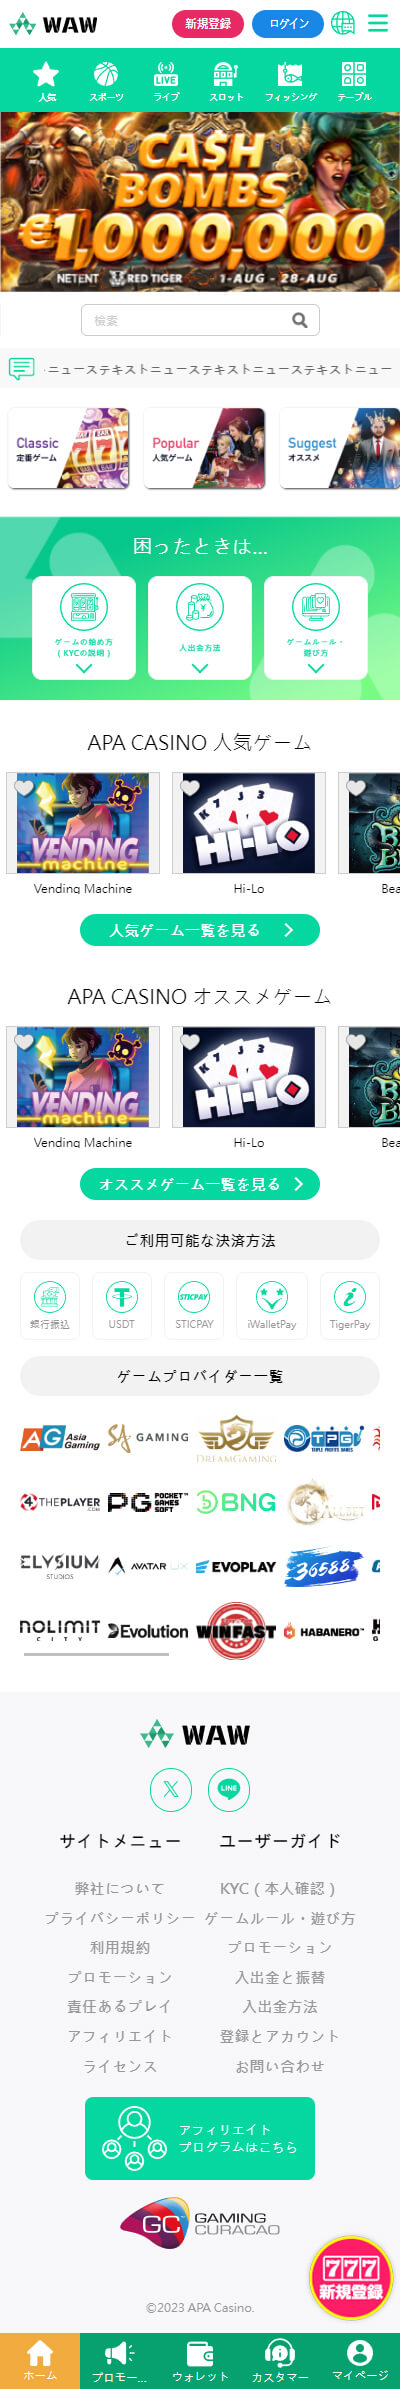 WAW
新規登録
ログイン
人気
スポーツ
ライブ
スロット
フィッシング
テーブル
CA$H
BOMBS
€1,000,000
NETENT
RED TIGER
1-AUG - 28-AUG
検索
ニューステキストニューステキストニューステキストニュー
Classic
定番ゲーム
Popular
人気ゲーム
Suggest
オススメ
困ったときは...
ゲームの始め方
(KYCの説明)
入出金方法
ゲームルール・
遊び方
APA CASINO 人気ゲーム
VENDING
machine
HI-LO
Vending Machine
Hi-Lo
Bea
人気ゲーム一覧を見る
APA CASINO オススメゲーム
VENDING
machine
HI-LO
Vending Machine
Hi-Lo
Bea
オススメゲーム一覧を見る
ご利用可能な決済方法
STICPAY
銀行振込
USDT
STICPAY
iWalletPay
TigerPay
ゲームプロバイダー一覧
AG Asia Gaming
SA GAMING
DREAMGAMING
TPG
TRIPLE PROFITS GAMES
4THEPLAYER.COM
PG POCKET GAMES SOFT
BNG
ALLBET
ELYSIUM
STUDIOS
AVATAR UX
EVOPLAY
36588
NOLIMIT
CITY
Evolution
WINFAST
HABANERO
WAW
LINE
サイトメニュー
ユーザーガイド
弊社について
KYC ( 本人確認 )
プライバシーポリシー
ゲームルール・遊び方
利用規約
プロモーション
プロモーション
入出金と振替
責任あるプレイ
入出金方法
アフィリエイト
登録とアカウント
ライセンス
お問い合わせ
アフィリエイト
プログラムはこちら
GC GAMING
CURACAO
777
新規登録
©2023 APA Casino.
ホーム
プロモー...
ウォレット
カスタマー
マイページ